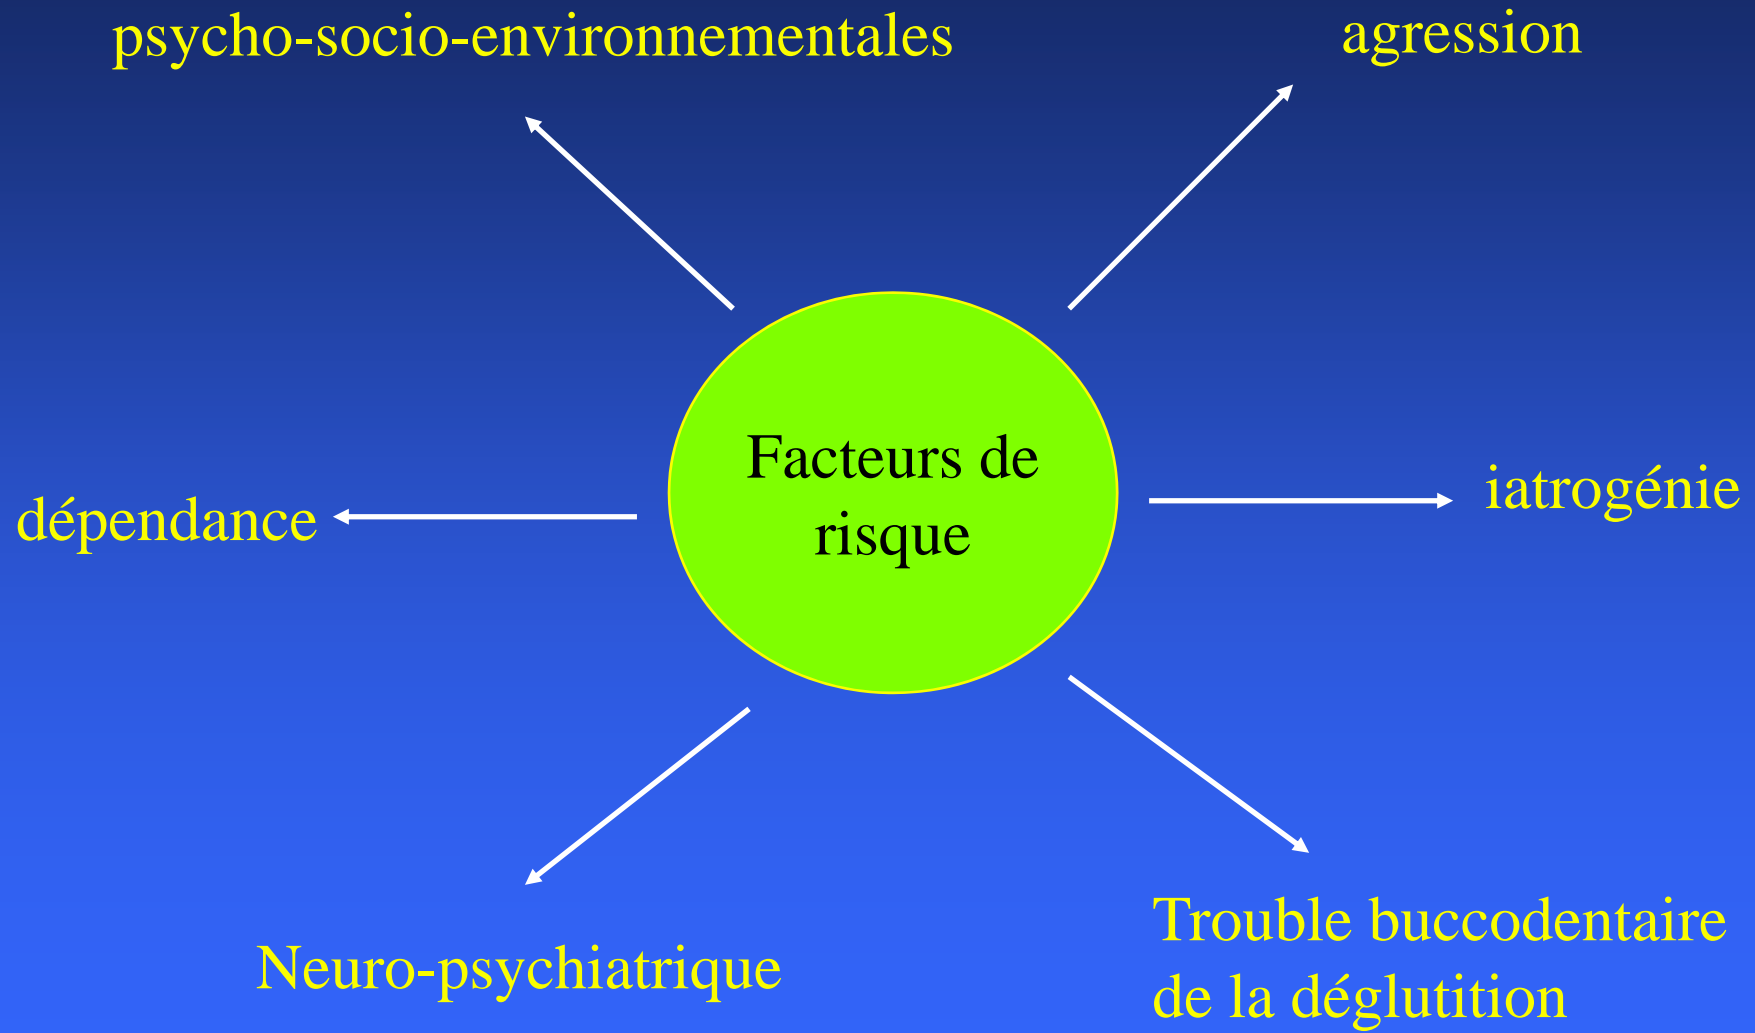 psycho-socio-environnementales
agression
Facteurs de
risque
dépendance
iatrogénie
Neuro-psychiatrique
Trouble buccodentaire
de la déglutition